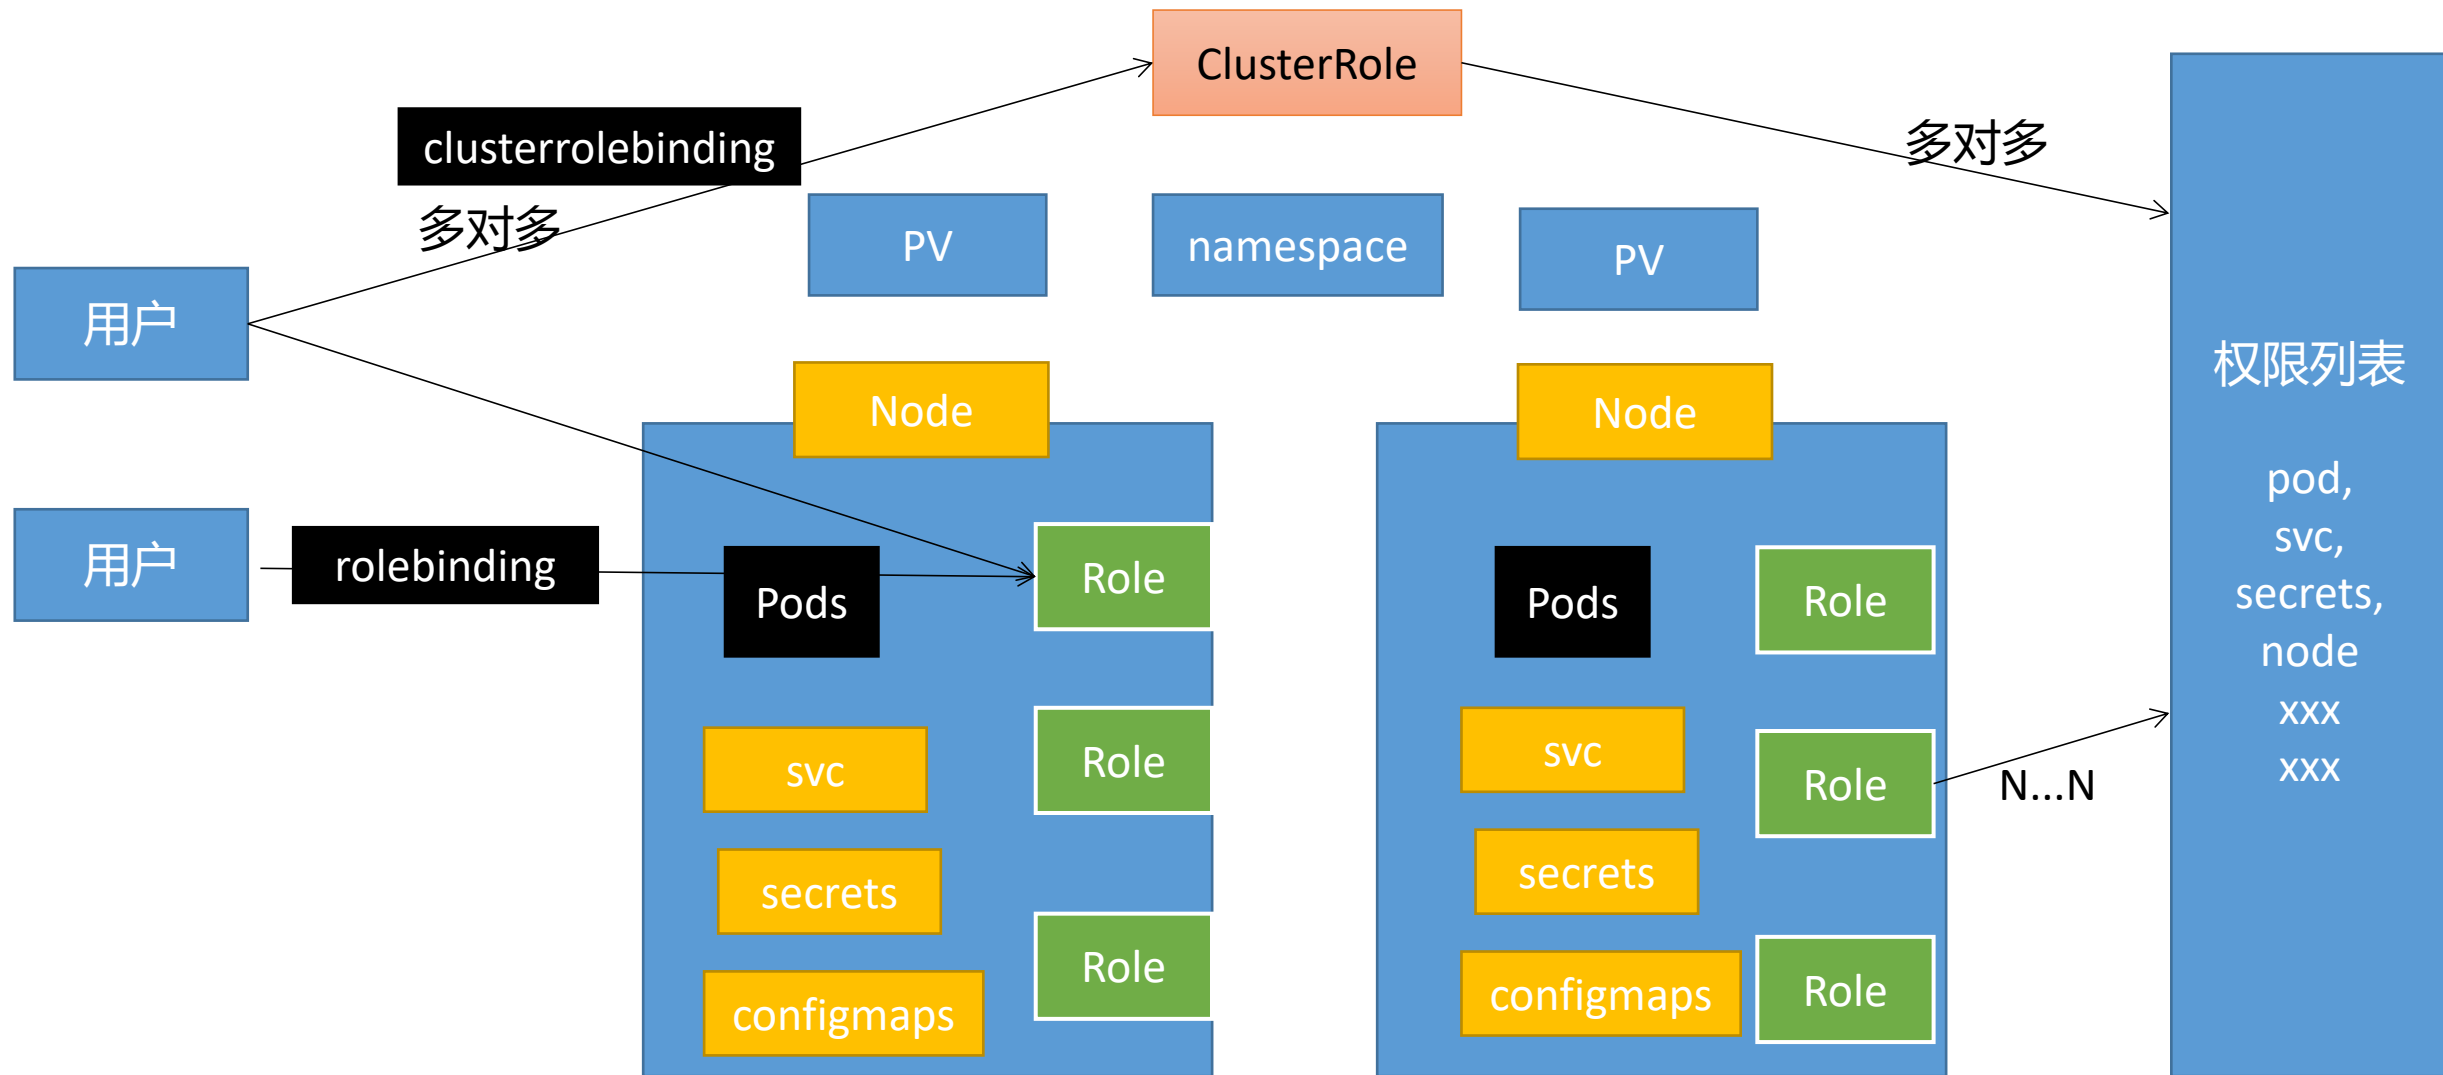 ClusterRole
clusterrolebinding
多对多
多对多
PV
namespace
PV
用户
Node
Node
权限列表
pod,
svc,
secrets,
node
xxx
xxx
用户
rolebinding
Pods
Role
Pods
Role
svc
Role
svc
Role
N...N
secrets
secrets
Role
configmaps
configmaps
Role